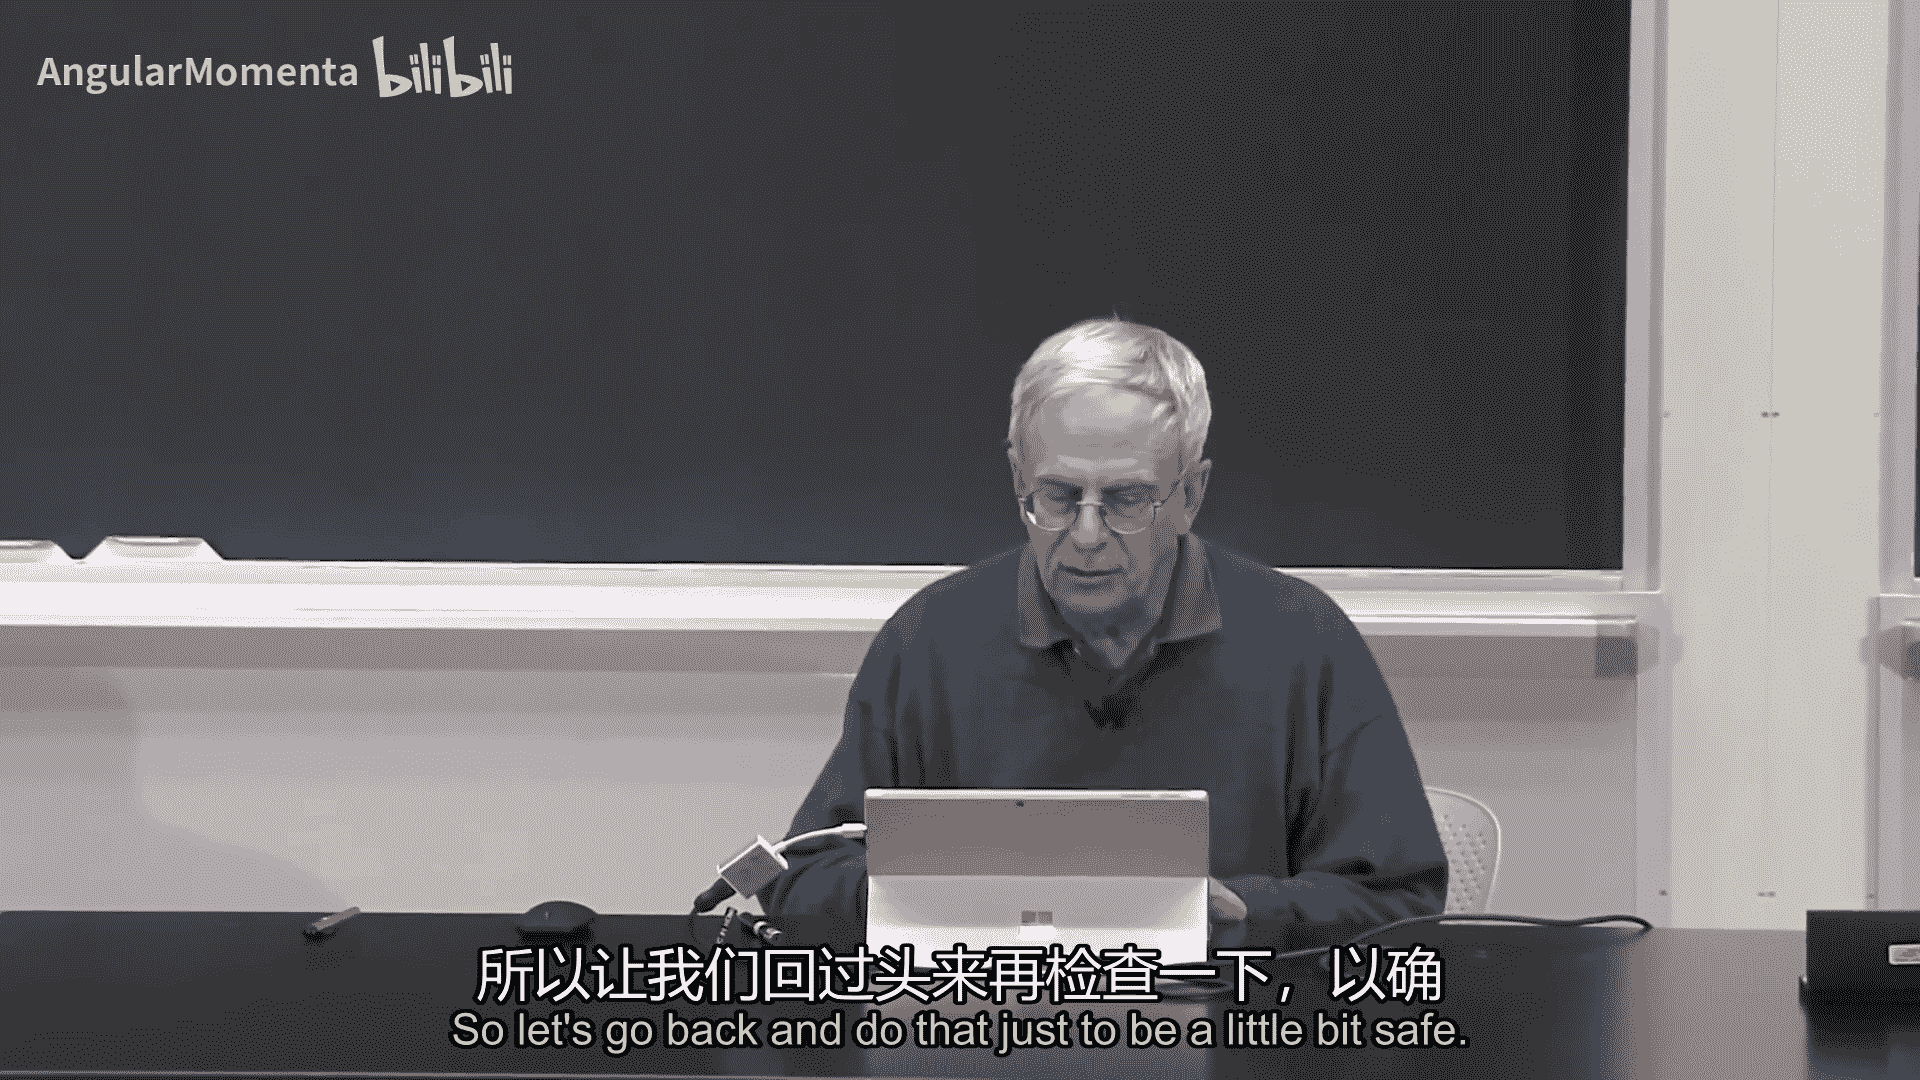 AngularMomenta bilibili
所以让我们回过头来再检查一下，以确
So let's go back and do that just to be a little bit safe.